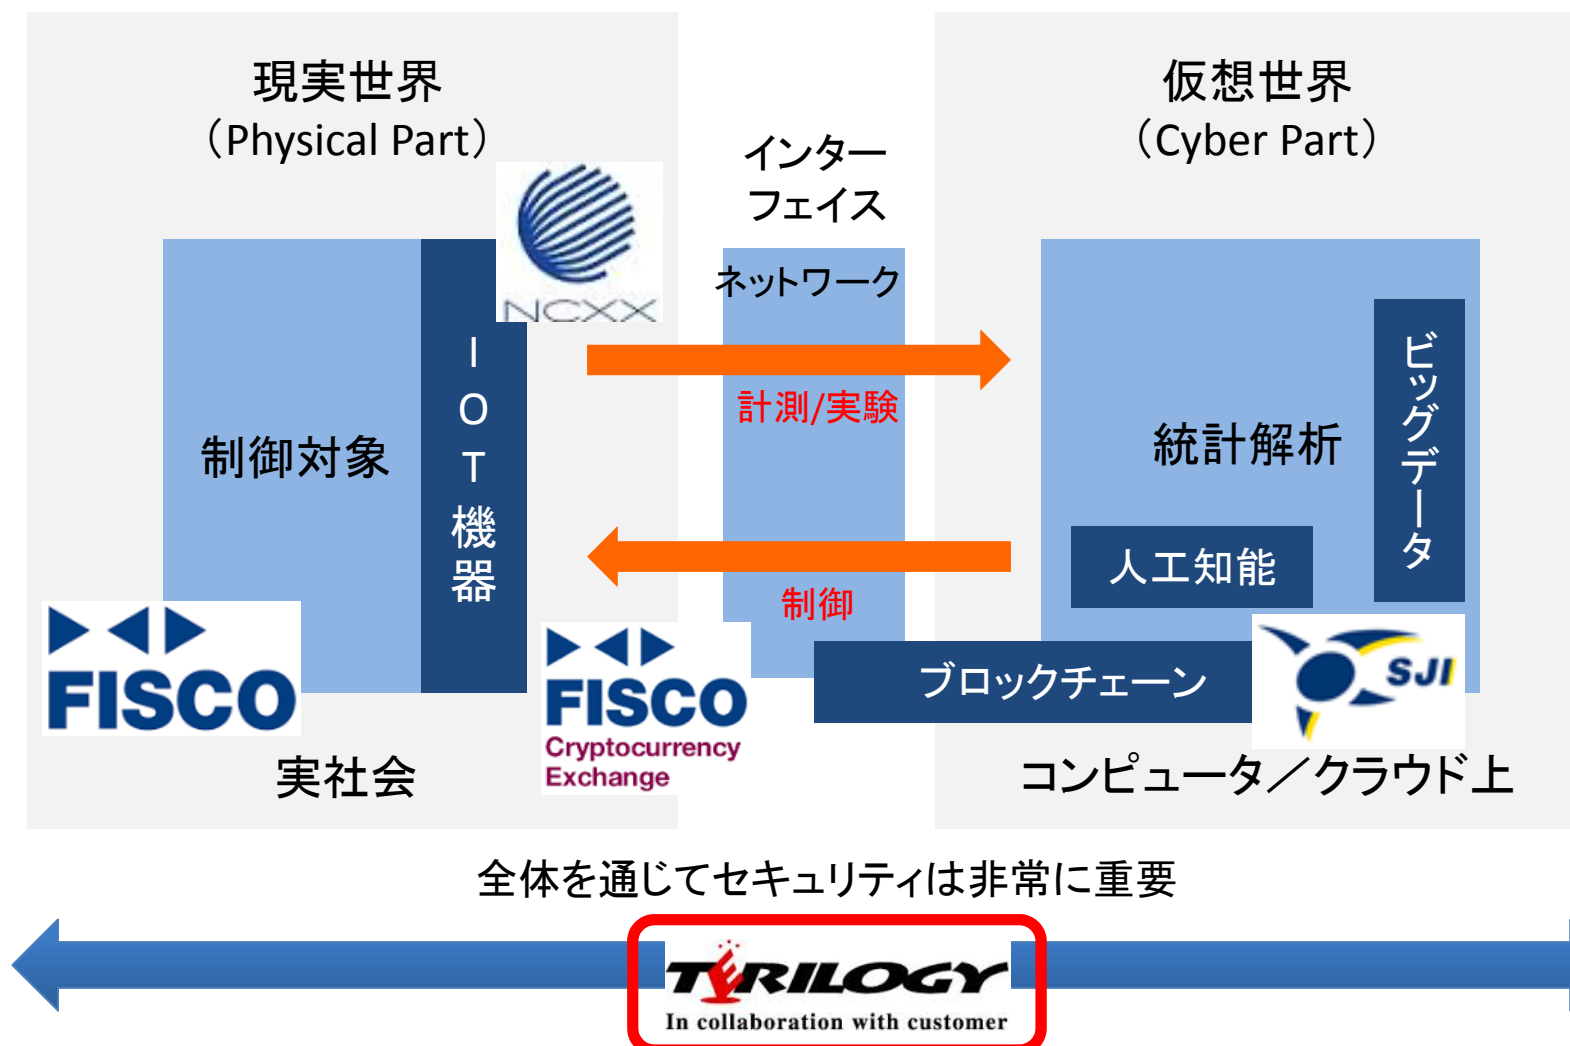 現実世界
（Physical Part）
NCXX
制御対象
IOT機器
FISCO
実社会
インター
フェイス
ネットワーク
計測/実験
制御
FISCO
Cryptocurrency
Exchange
仮想世界
（Cyber Part）
統計解析
ビッグデータ
人工知能
ブロックチェーン
SJI
コンピュータ／クラウド上
全体を通じてセキュリティは非常に重要
TERILOGY
In collaboration with customer